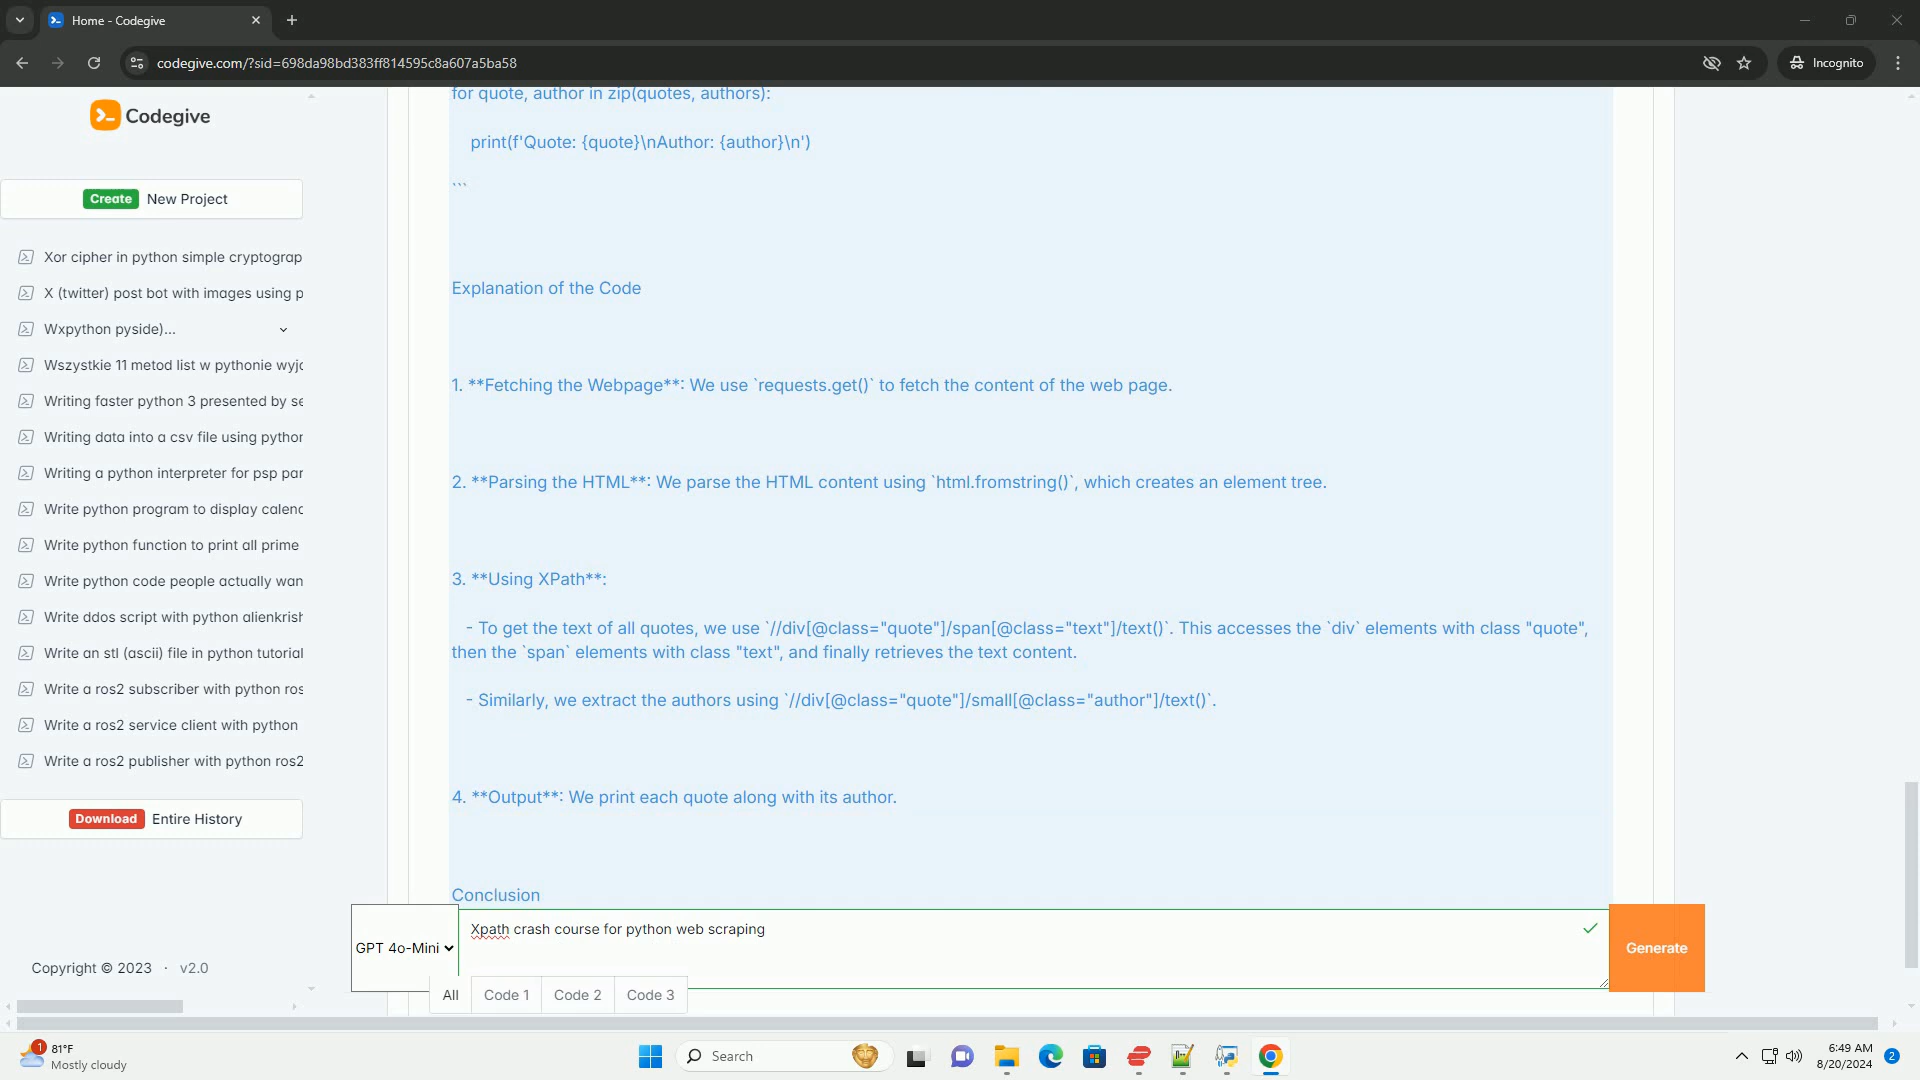 Home - Codegive
codegive.com/?sid=698da98bd383ff814595c8a607a5ba58
Incognito
Codegive
Create New Project
Xor cipher in python simple cryptograp
X (twitter) post bot with images using p
Wxpython pyside)...
Wszystkie 11 metod list w pythonie wyjo
Writing faster python 3 presented by se
Writing data into a csv file using python
Writing a python interpreter for psp par
Write python program to display calend
Write python function to print all prime
Write python code people actually wan
Write ddos script with python alienkrish
Write an stl (ascii) file in python tutorial
Write a ros2 subscriber with python ros
Write a ros2 service client with python
Write a ros2 publisher with python ros2
Download Entire History
Copyright © 2023 · v2.0
for quote, author in zip(quotes, authors):
print(f'Quote: {quote}\nAuthor: {author}\n')
```
Explanation of the Code
1. **Fetching the Webpage**: We use `requests.get()` to fetch the content of the web page.
2. **Parsing the HTML**: We parse the HTML content using `html.fromstring()`, which creates an element tree.
3. **Using XPath**:
- To get the text of all quotes, we use `//div[@class="quote"]/span[@class="text"]/text()`. This accesses the `div` elements with class "quote",
then the `span` elements with class "text", and finally retrieves the text content.
- Similarly, we extract the authors using `//div[@class="quote"]/small[@class="author"]/text()`.
4. **Output**: We print each quote along with its author.
Conclusion
GPT 4o-Mini
Xpath crash course for python web scraping
Generate
All Code 1 Code 2 Code 3
1
81°F
Mostly cloudy
Search
6:49 AM
8/20/2024
2